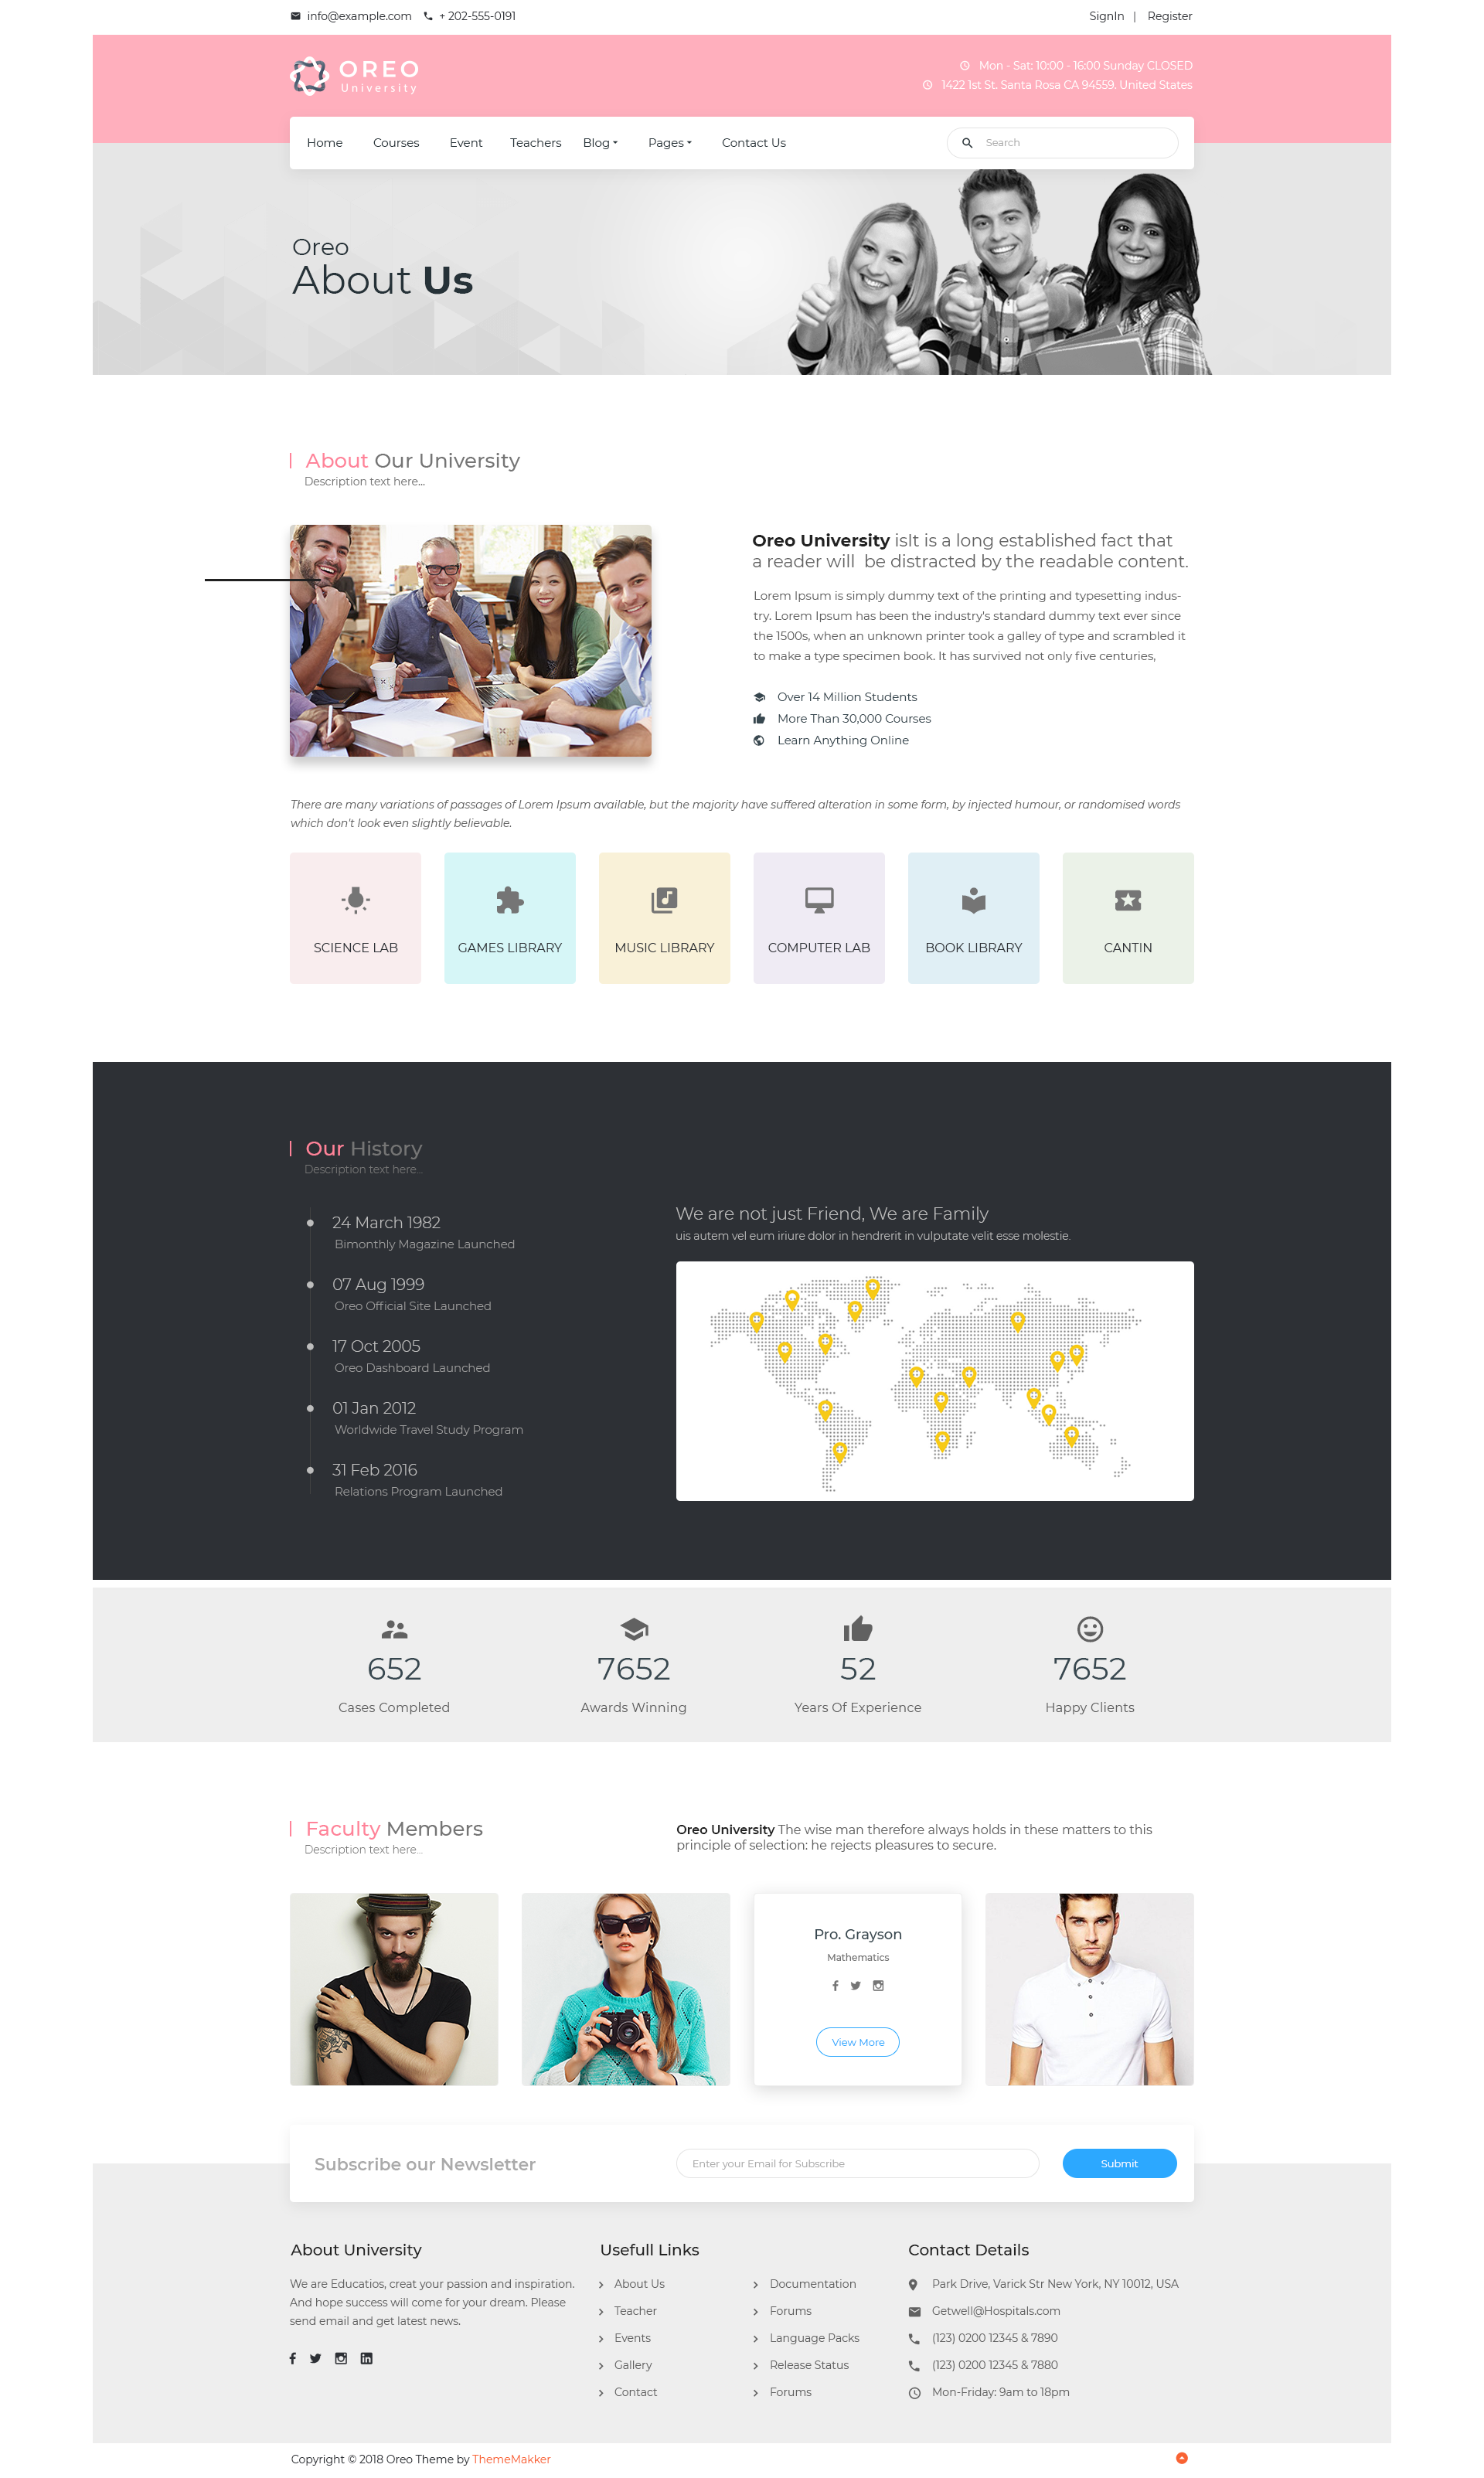 info@example.com + 202-555-0191 SignIn | Register
OREO
University
Mon - Sat: 10:00 - 16:00 Sunday CLOSED
1422 1st St. Santa Rosa CA 94559. United States
Home Courses Event Teachers Blog Pages Contact Us Search
Oreo
About Us
About Our University
Description text here...
Oreo University isIt is a long established fact that
a reader will be distracted by the readable content.
Lorem Ipsum is simply dummy text of the printing and typesetting indus-
try. Lorem Ipsum has been the industry's standard dummy text ever since
the 1500s, when an unknown printer took a galley of type and scrambled it
to make a type specimen book. It has survived not only five centuries,
Over 14 Million Students
More Than 30,000 Courses
Learn Anything Online
There are many variations of passages of Lorem Ipsum available, but the majority have suffered alteration in some form, by injected humour, or randomised words
which don't look even slightly believable.
SCIENCE LAB
GAMES LIBRARY
MUSIC LIBRARY
COMPUTER LAB
BOOK LIBRARY
CANTIN
Our History
Description text here...
24 March 1982
Bimonthly Magazine Launched
07 Aug 1999
Oreo Official Site Launched
17 Oct 2005
Oreo Dashboard Launched
01 Jan 2012
Worldwide Travel Study Program
31 Feb 2016
Relations Program Launched
We are not just Friend, We are Family
uis autem vel eum iriure dolor in hendrerit in vulputate velit esse molestie.
652
Cases Completed
7652
Awards Winning
52
Years Of Experience
7652
Happy Clients
Faculty Members
Description text here...
Oreo University The wise man therefore always holds in these matters to this
principle of selection: he rejects pleasures to secure.
Pro. Grayson
Mathematics
View More
Subscribe our Newsletter
Enter your Email for Subscribe
Submit
About University
We are Educatios, creat your passion and inspiration.
And hope success will come for your dream. Please
send email and get latest news.
Usefull Links
About Us
Teacher
Events
Gallery
Contact
Documentation
Forums
Language Packs
Release Status
Forums
Contact Details
Park Drive, Varick Str New York, NY 10012, USA
Getwell@Hospitals.com
(123) 0200 12345 & 7890
(123) 0200 12345 & 7880
Mon-Friday: 9am to 18pm
Copyright © 2018 Oreo Theme by ThemeMakker